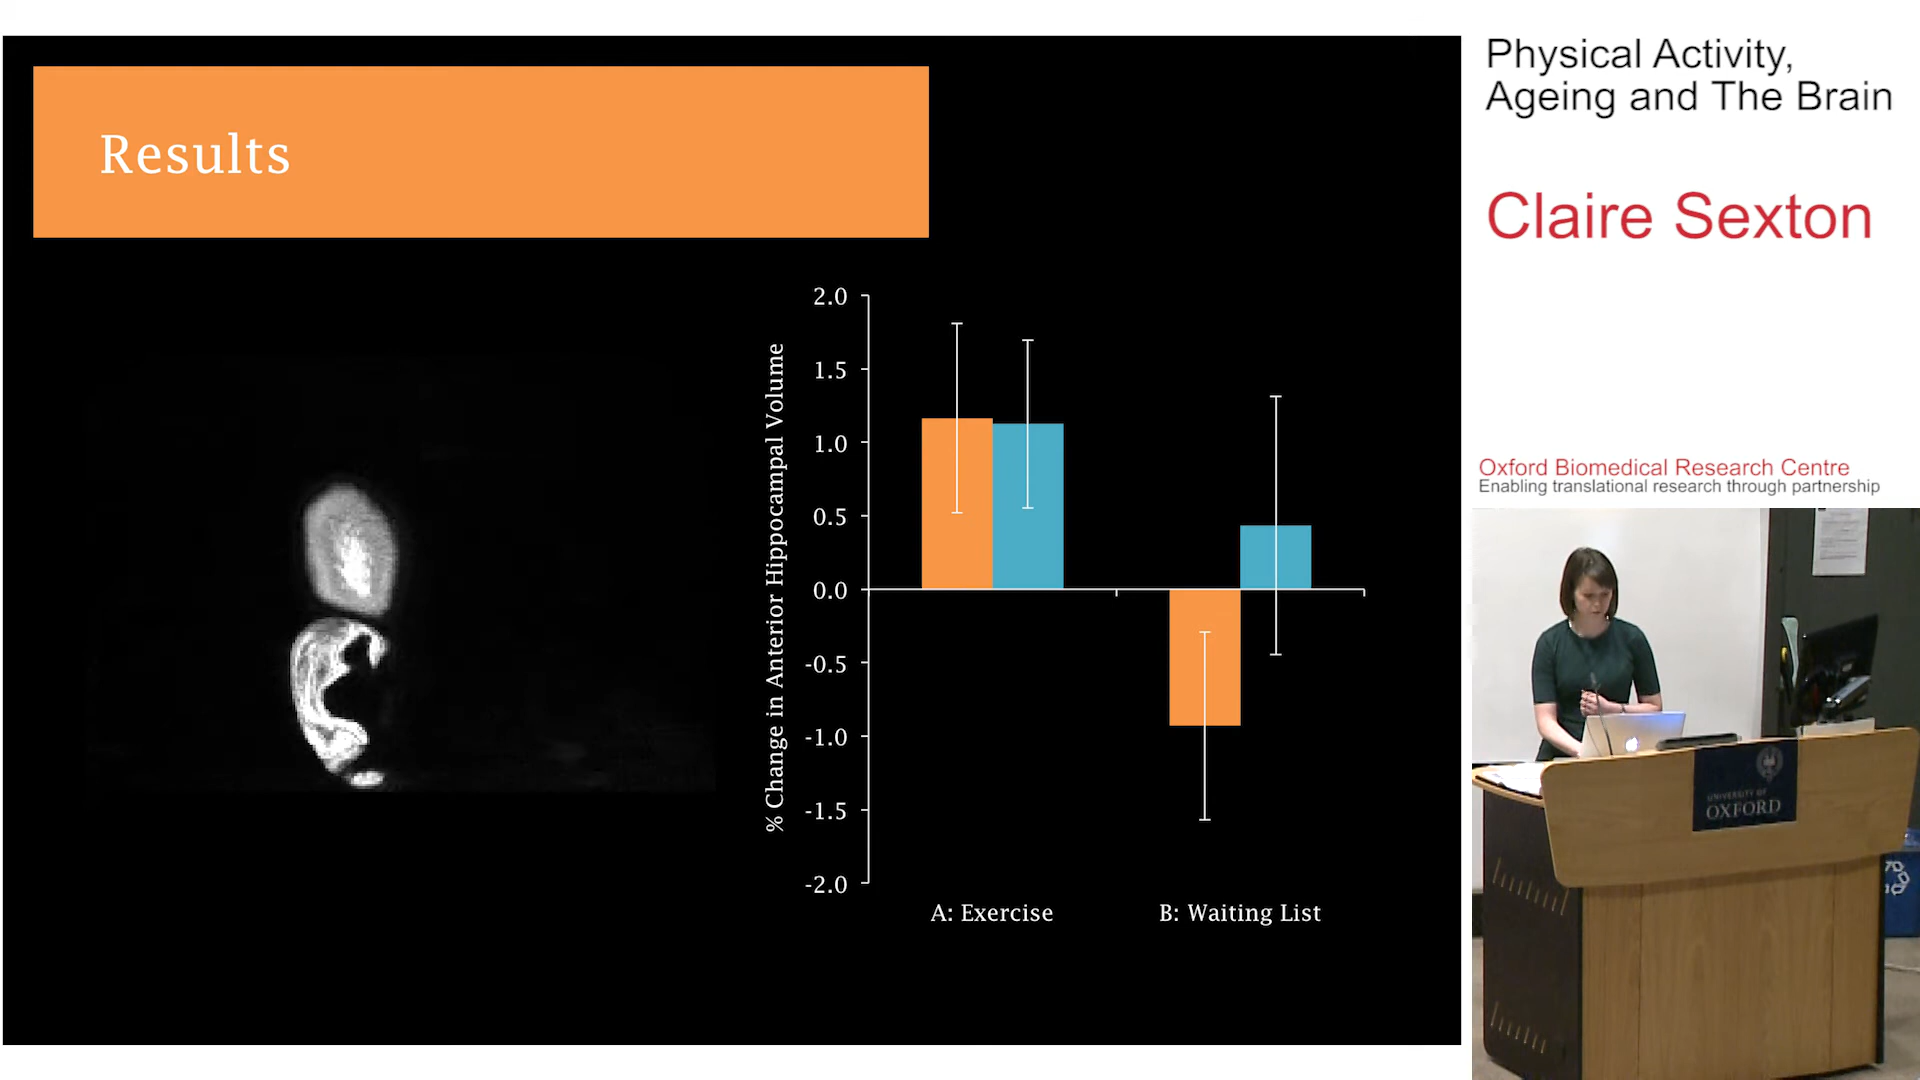 Results
% Change in Anterior Hippocampal Volume
2.0
1.5
1.0
0.5
0.0
-0.5
-1.0
-1.5
-2.0
A: Exercise
B: Waiting List
Physical Activity,
Ageing and The Brain
Claire Sexton
Oxford Biomedical Research Centre
Enabling translational research through partnership
UNIVERSITY OF
OXFORD